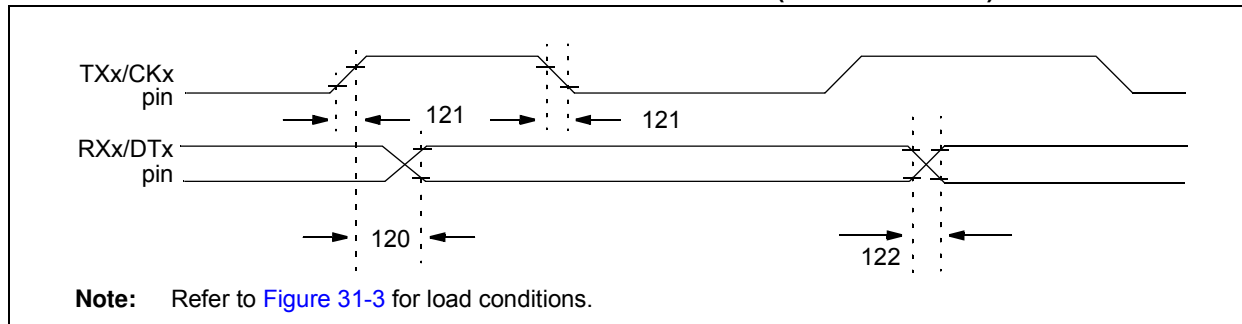 TXx/CKx
pin
121
121
RXx/DTx
pin
120
122
Note: Refer to Figure 31-3 for load conditions.